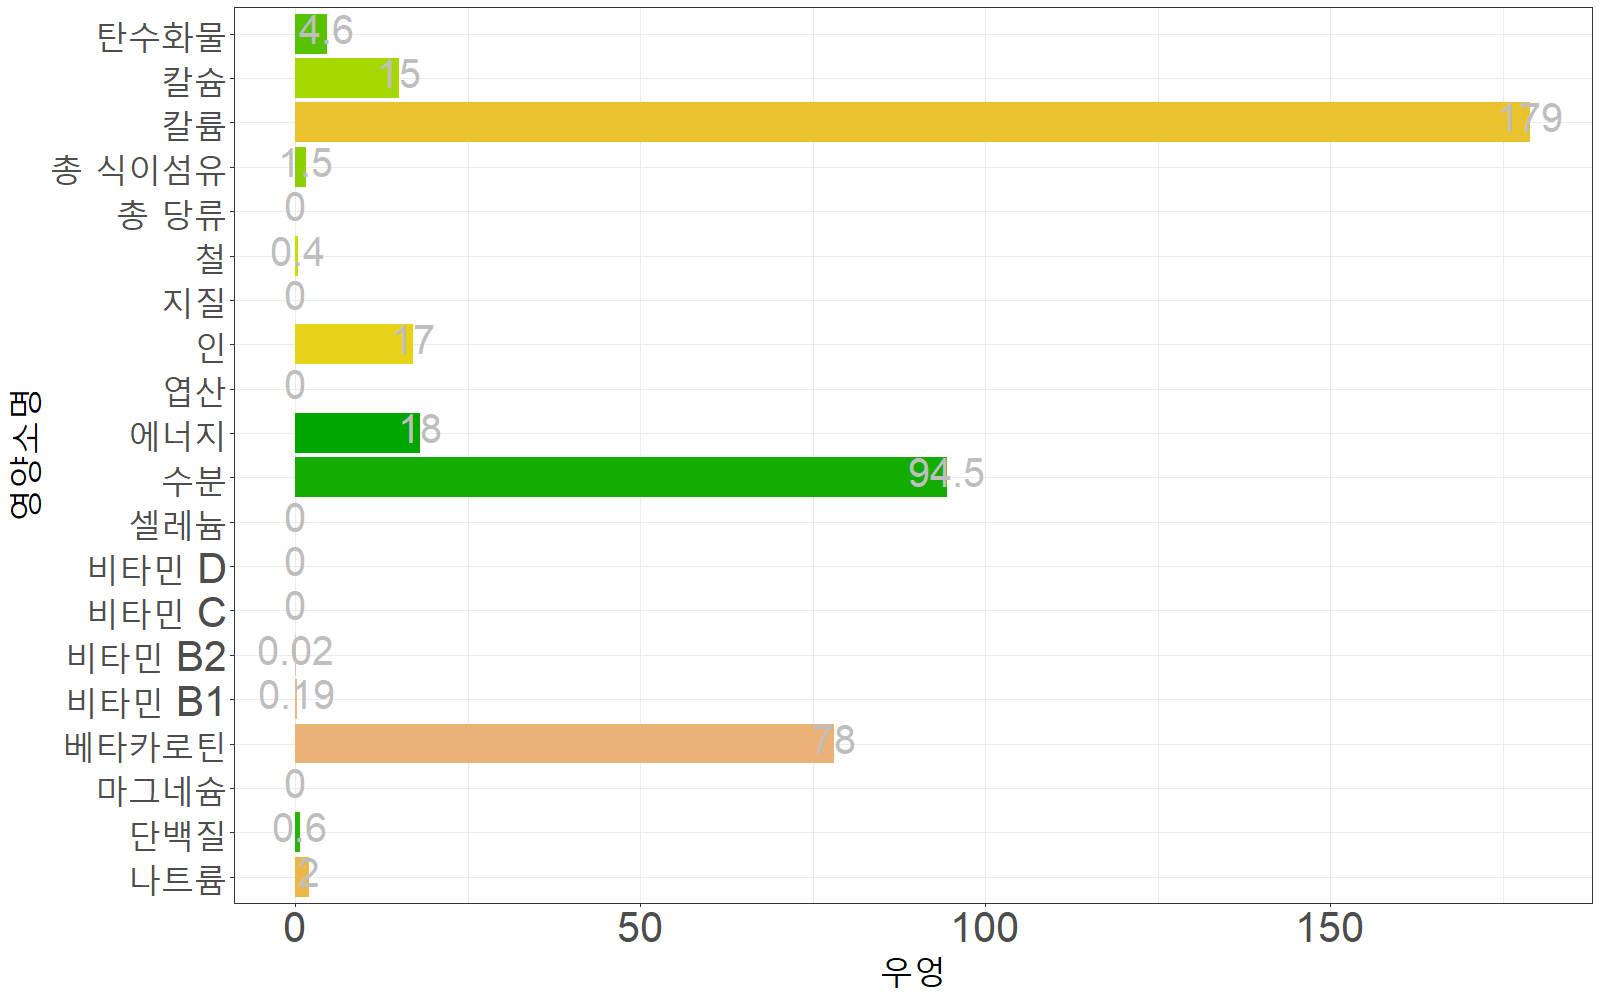 탄수화물 4.6
칼슘 15
칼륨 179
총 식이섬유 1.5
총 당류 0
철 0.4
지질 0
인 17
엽산 0
에너지 18
수분 94.5
셀레늄 0
비타민 D 0
비타민 C 0
비타민 B2 0.02
비타민 B1 0.19
베타카로틴 78
마그네슘 0
단백질 0.6
나트륨 2
영양소명
0 50 100 150
우엉